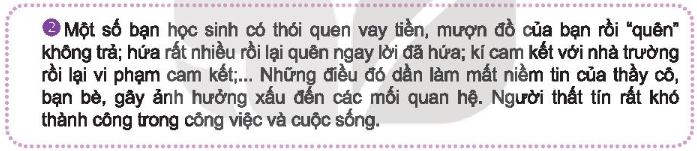 2 Một số bạn học sinh có thói quen vay tiền, mượn đồ của bạn rồi “quên”
không trả; hứa rất nhiều rồi lại quên ngay lời đã hứa; kí cam kết với nhà trường
rồi lại vi phạm cam kết;... Những điều đó dần làm mất niềm tin của thầy cô,
bạn bè, gây ảnh hưởng xấu đến các mối quan hệ. Người thất tín rất khó
thành công trong công việc và cuộc sống.